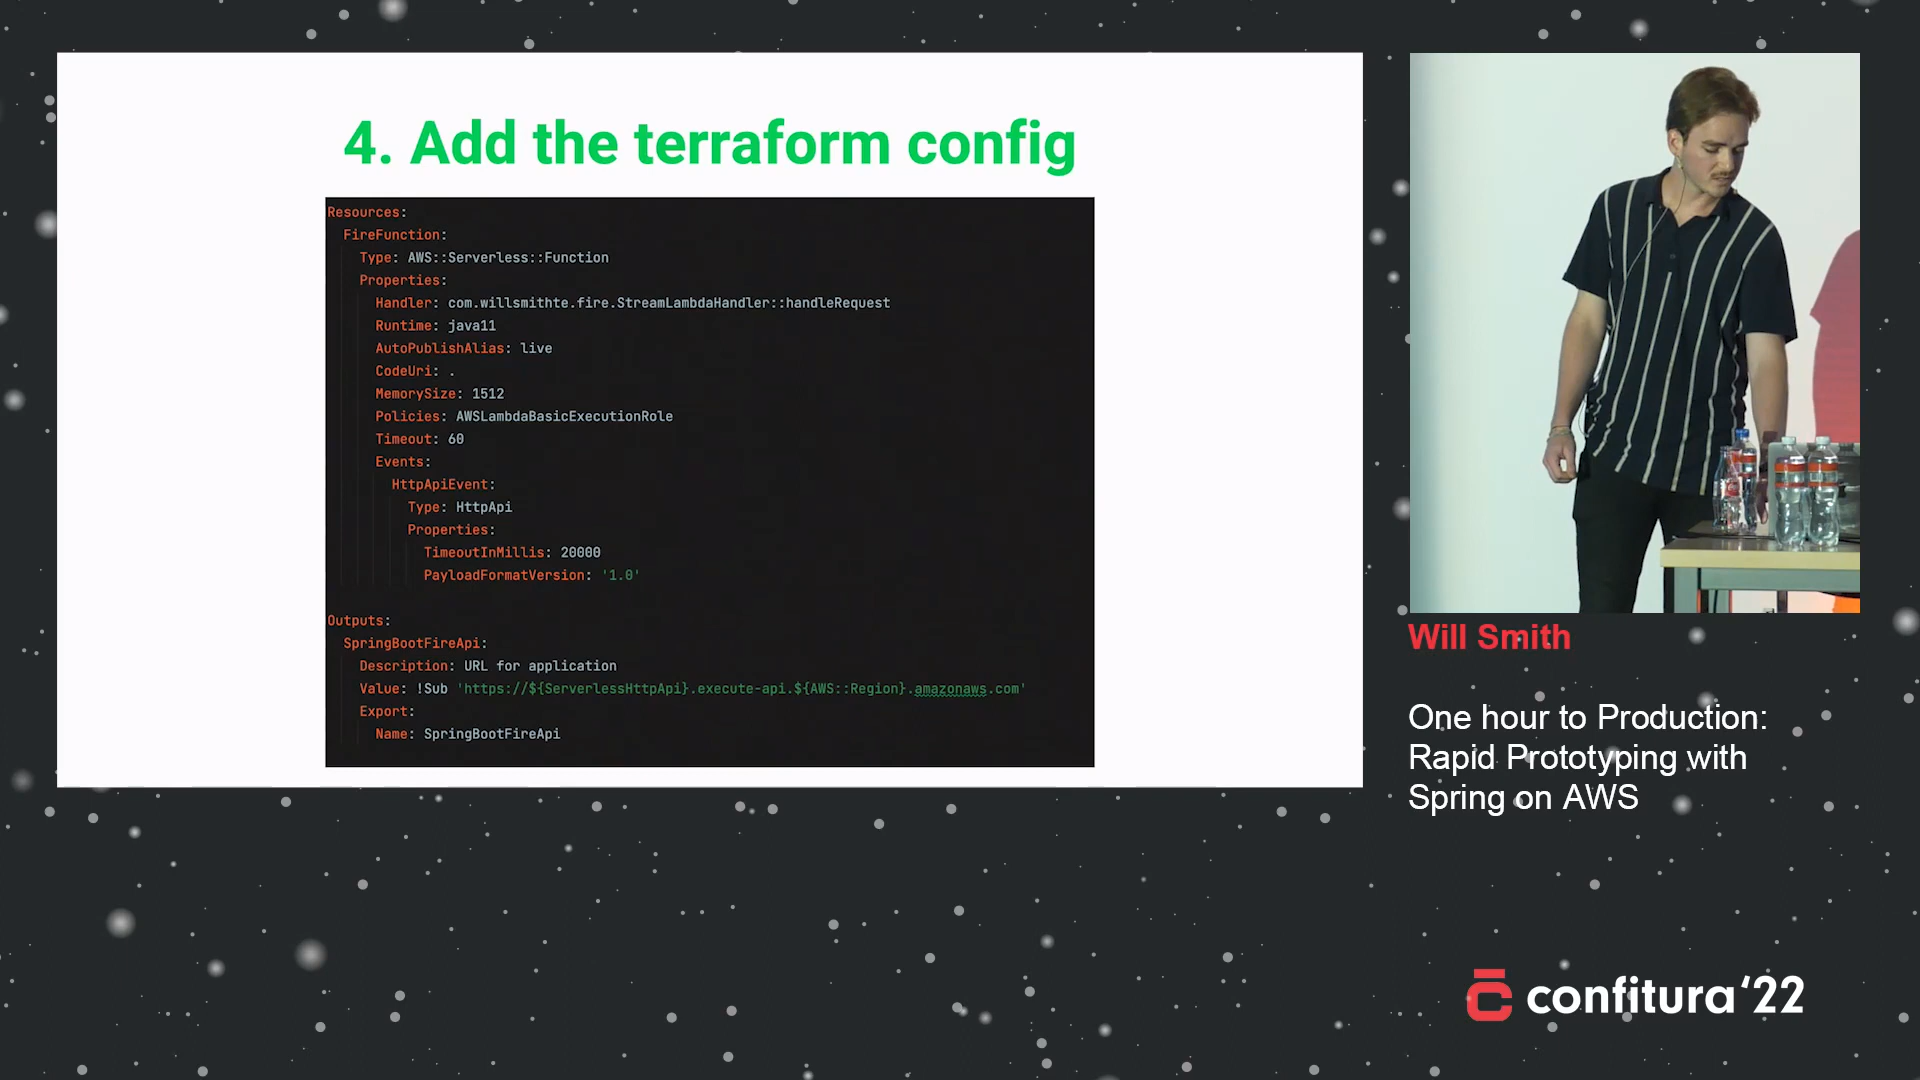 4. Add the terraform config
Resources:
FireFunction:
Type: AWS::Serverless::Function
Properties:
Handler: com.willsmithte.fire.StreamLambdaHandler::handleRequest
Runtime: java11
AutoPublishAlias: live
CodeUri: .
MemorySize: 1512
Policies: AWSLambdaBasicExecutionRole
Timeout: 60
Events:
HttpApiEvent:
Type: HttpApi
Properties:
TimeoutInMillis: 20000
PayloadFormatVersion: '1.0'
Outputs:
SpringBootFireApi:
Description: URL for application
Value: !Sub 'https://${ServerlessHttpApi}.execute-api.${AWS::Region}.amazonaws.com'
Export:
Name: SpringBootFireApi
Will Smith
One hour to Production:
Rapid Prototyping with
Spring on AWS
confitura‘22